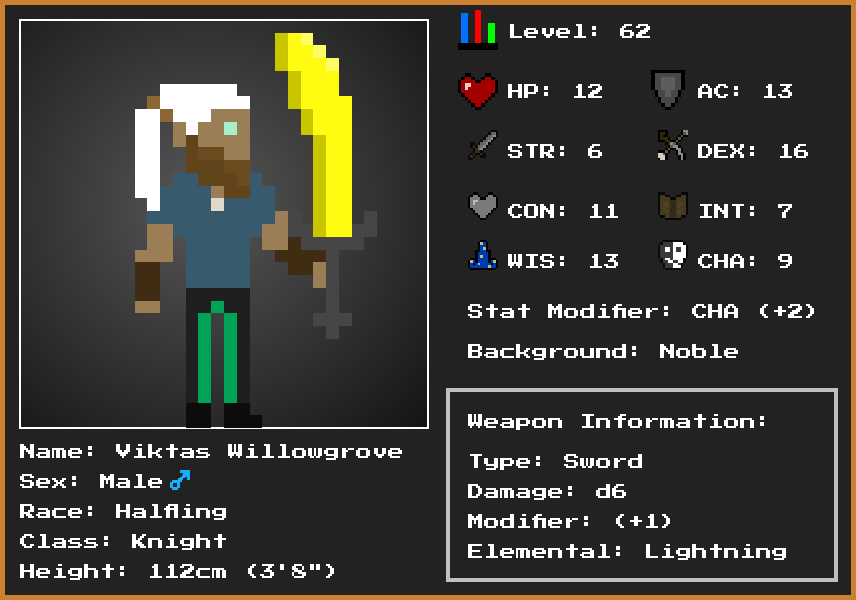 Level: 62
HP: 12
AC: 13
STR: 6
DEX: 16
CON: 11
INT: 7
WIS: 13
CHA: 9
Stat Modifier: CHA (+2)
Background: Noble
Weapon Information:
Type: Sword
Damage: d6
Modifier: (+1)
Elemental: Lightning
Name: Viktas Willowgrove
Sex: Male♂
Race: Halfling
Class: Knight
Height: 112cm (3'8")